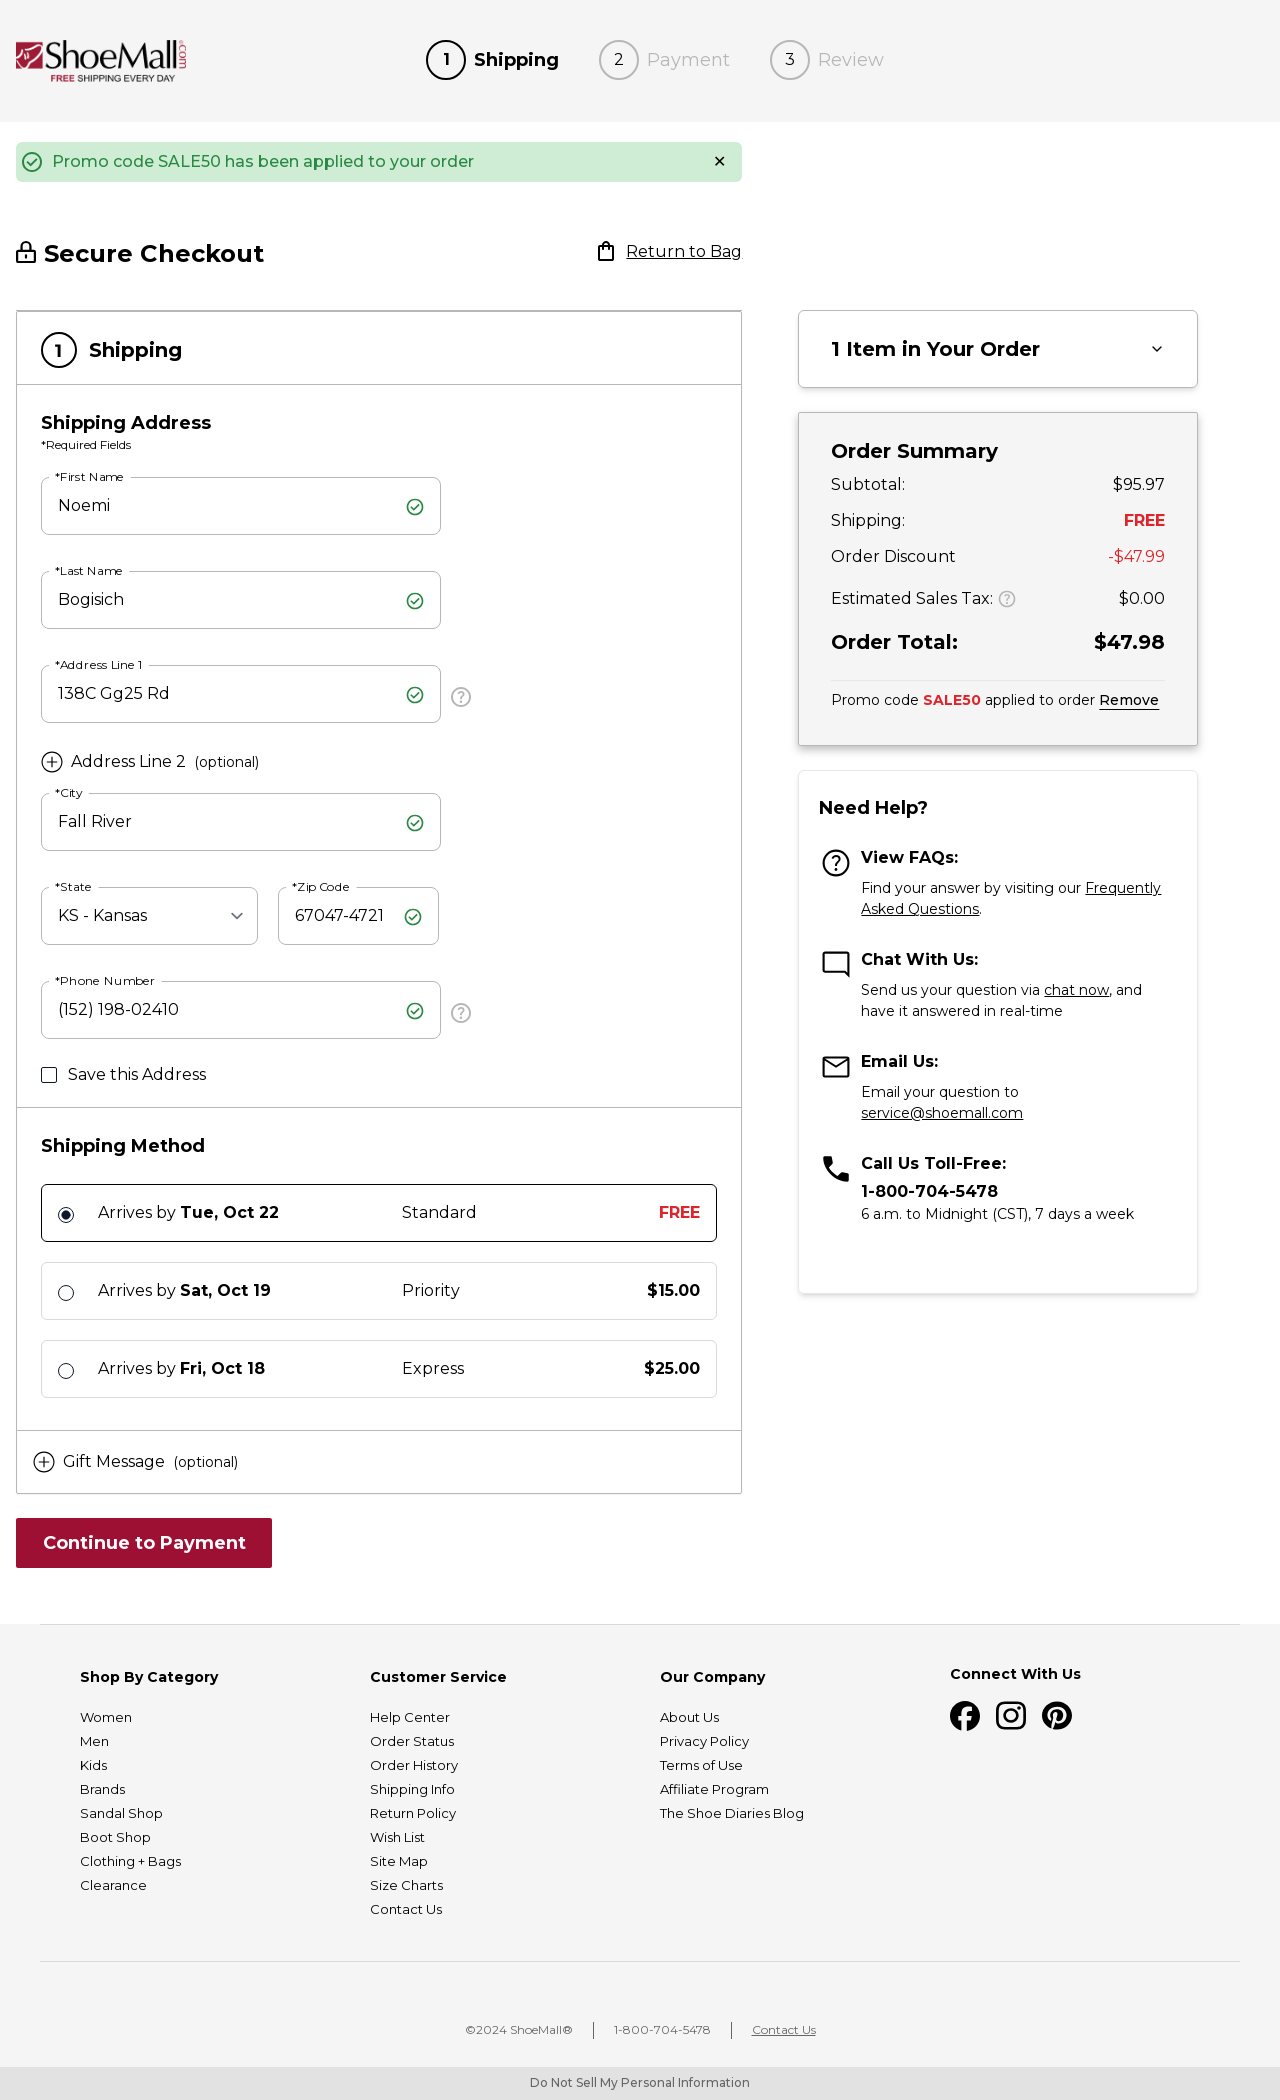 ShoeMall.com
FREE SHIPPING EVERY DAY
1 Shipping
2 Payment
3 Review
Promo code SALE50 has been applied to your order
Secure Checkout
Return to Bag
1 Shipping
Shipping Address
*Required Fields
*First Name
Noemi
*Last Name
Bogisich
*Address Line 1
138C Gg25 Rd
Address Line 2 (optional)
*City
Fall River
*State
KS - Kansas
*Zip Code
67047-4721
*Phone Number
(152) 198-02410
Save this Address
Shipping Method
Arrives by Tue, Oct 22 Standard FREE
Arrives by Sat, Oct 19 Priority $15.00
Arrives by Fri, Oct 18 Express $25.00
Gift Message (optional)
Continue to Payment
1 Item in Your Order
Order Summary
Subtotal: $95.97
Shipping: FREE
Order Discount -$47.99
Estimated Sales Tax: $0.00
Order Total: $47.98
Promo code SALE50 applied to order Remove
Need Help?
View FAQs:
Find your answer by visiting our Frequently
Asked Questions.
Chat With Us:
Send us your question via chat now, and
have it answered in real-time
Email Us:
Email your question to
service@shoemall.com
Call Us Toll-Free:
1-800-704-5478
6 a.m. to Midnight (CST), 7 days a week
Shop By Category
Women
Men
Kids
Brands
Sandal Shop
Boot Shop
Clothing + Bags
Clearance
Customer Service
Help Center
Order Status
Order History
Shipping Info
Return Policy
Wish List
Site Map
Size Charts
Contact Us
Our Company
About Us
Privacy Policy
Terms of Use
Affiliate Program
The Shoe Diaries Blog
Connect With Us
©2024 ShoeMall® 1-800-704-5478 Contact Us
Do Not Sell My Personal Information